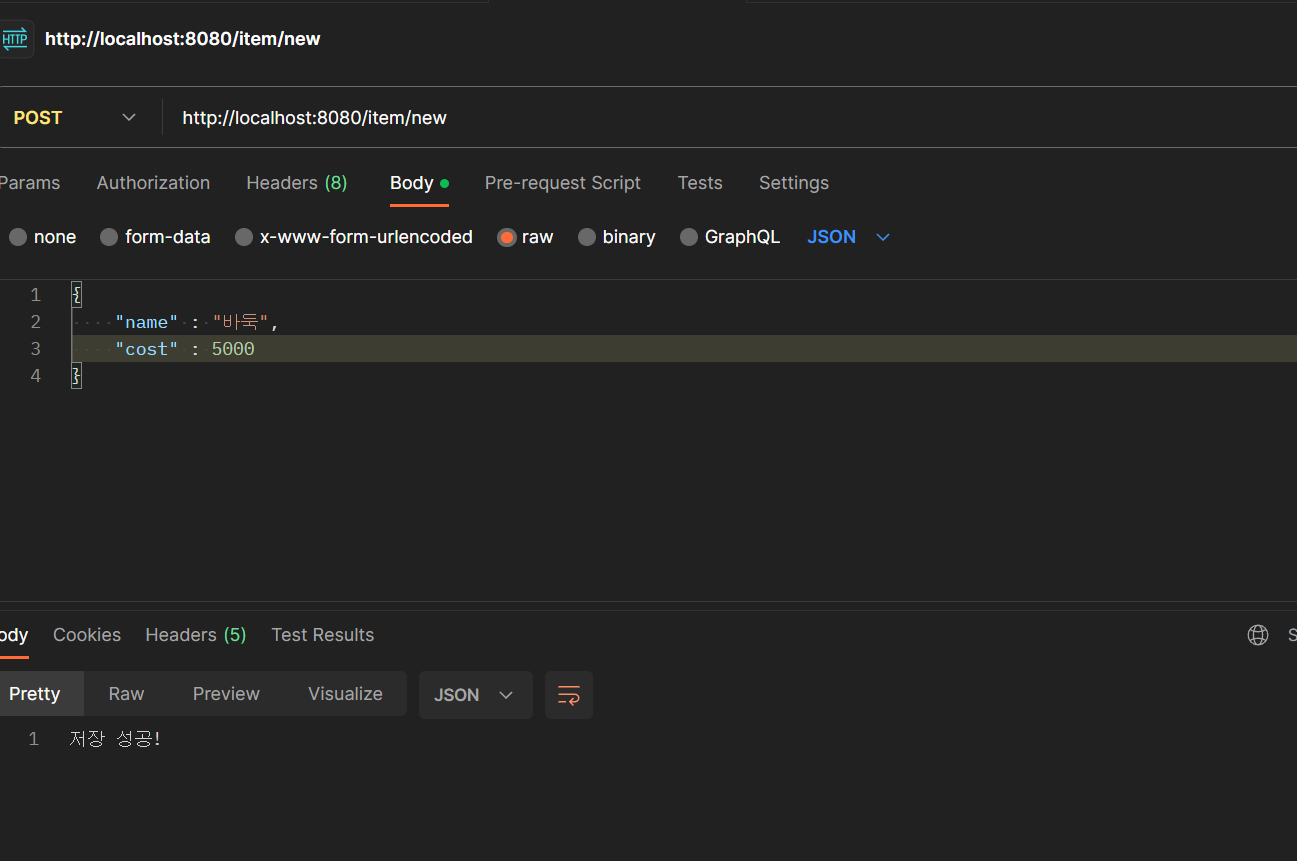 HTTP http://localhost:8080/item/new
POST http://localhost:8080/item/new
Params Authorization Headers (8) Body Pre-request Script Tests Settings
none form-data x-www-form-urlencoded raw binary GraphQL JSON
1 {
2 "name" : "바둑",
3 "cost" : 5000
4 }
ody Cookies Headers (5) Test Results S
Pretty Raw Preview Visualize JSON
1 저장 성공!